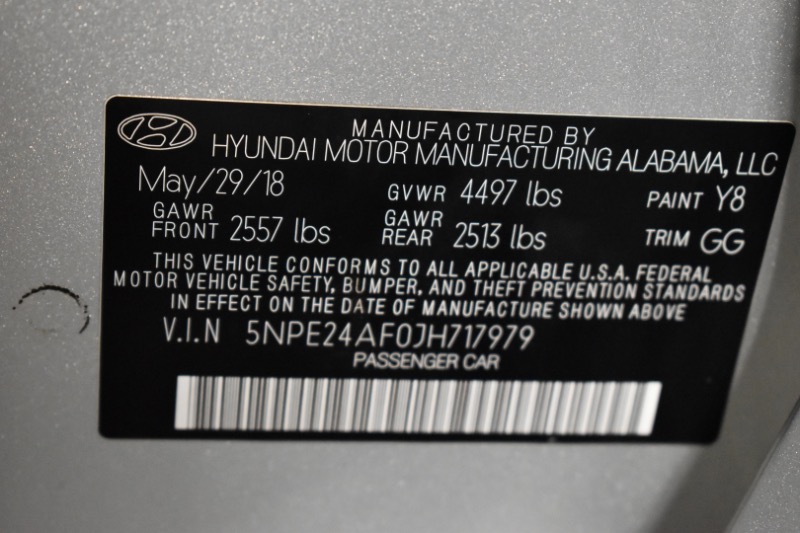 MANUFACTURED BY
HYUNDAI MOTOR MANUFACTURING ALABAMA, LLC
May/29/18 GVWR 4497 lbs PAINT Y8
GAWR FRONT 2557 lbs GAWR REAR 2513 lbs TRIM GG
THIS VEHICLE CONFORMS TO ALL APPLICABLE U.S.A. FEDERAL
MOTOR VEHICLE SAFETY, BUMPER, AND THEFT PREVENTION STANDARDS
IN EFFECT ON THE DATE OF MANUFACTURE SHOWN ABOVE
V.I.N 5NPE24AF0JH717979
PASSENGER CAR